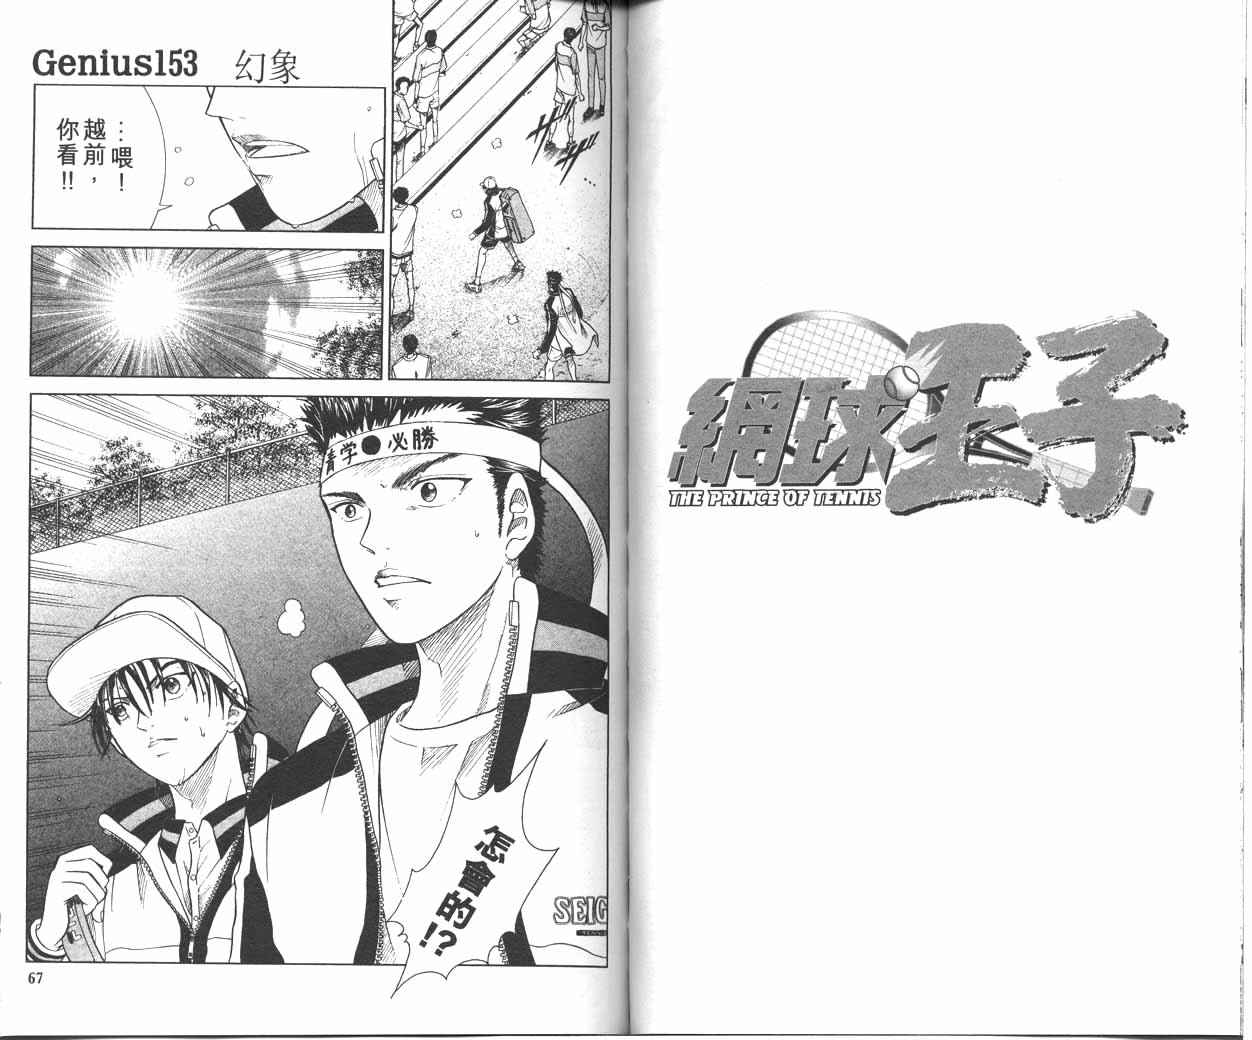 Genius153 幻象
…喂！
越前，
你看!!
青学●必勝
怎會的!?
SEIG
67
網球王子
THE PRINCE OF TENNIS